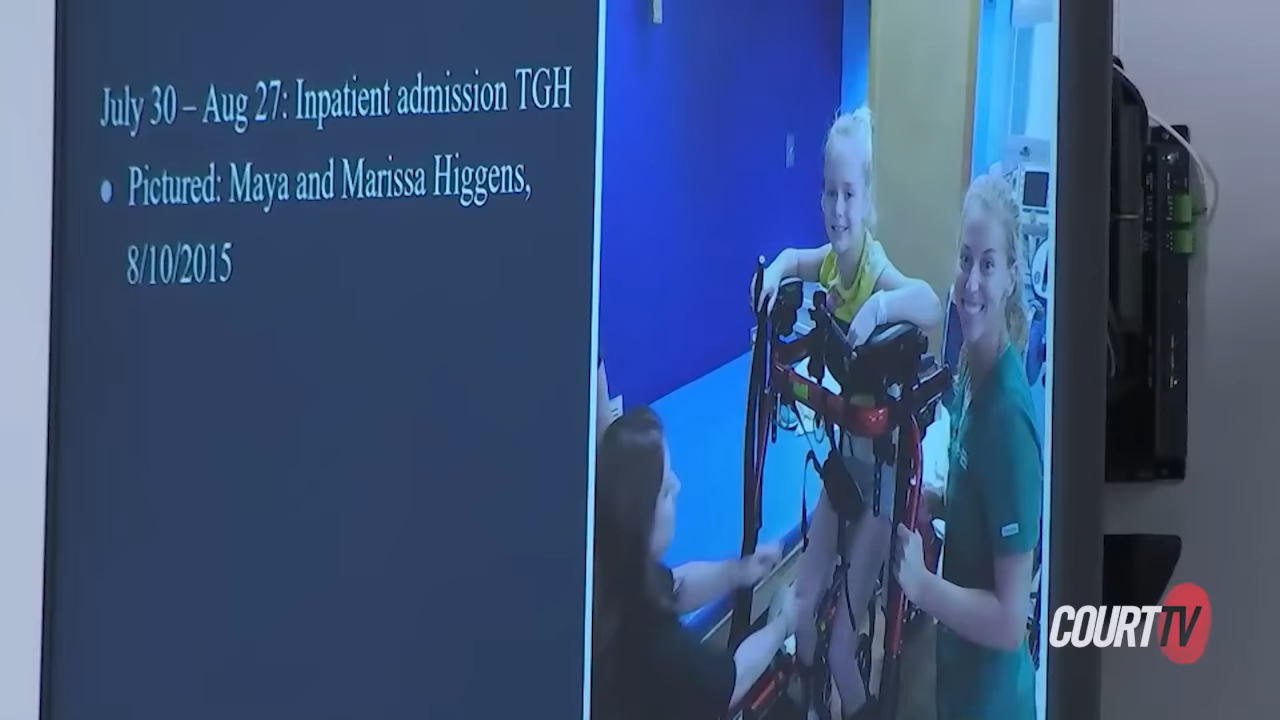 July 30 – Aug 27: Inpatient admission TGH
• Pictured: Maya and Marissa Higgens,
8/10/2015
COURT TV